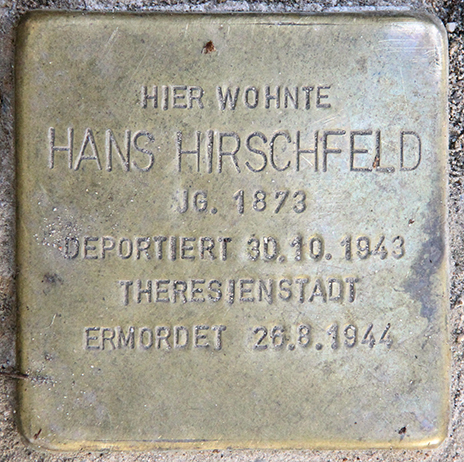 HIER WOHNTE
HANS HIRSCHFELD
JG. 1873
DEPORTIERT 30.10.1943
THERESIENSTADT
ERMORDET 26.8.1944